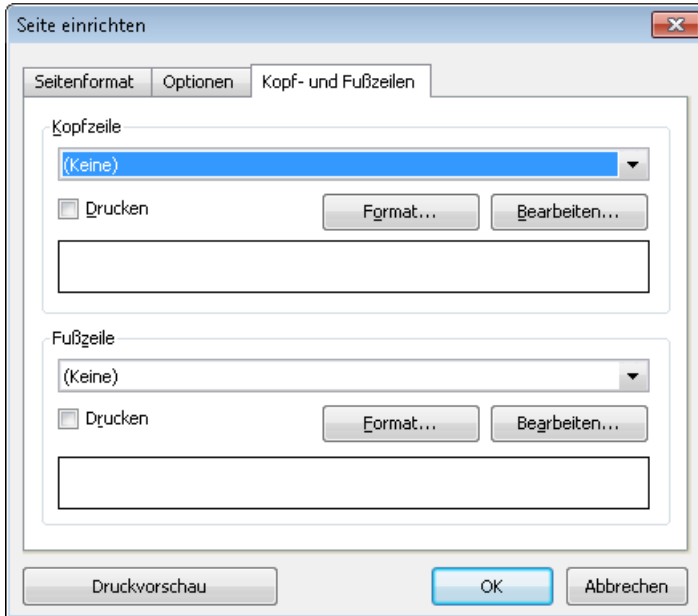 Seite einrichten
Seitenformat Optionen Kopf- und Fußzeilen
Kopfzeile
(Keine)
Drucken Format... Bearbeiten...
Fußzeile
(Keine)
Drucken Format... Bearbeiten...
Druckvorschau OK Abbrechen